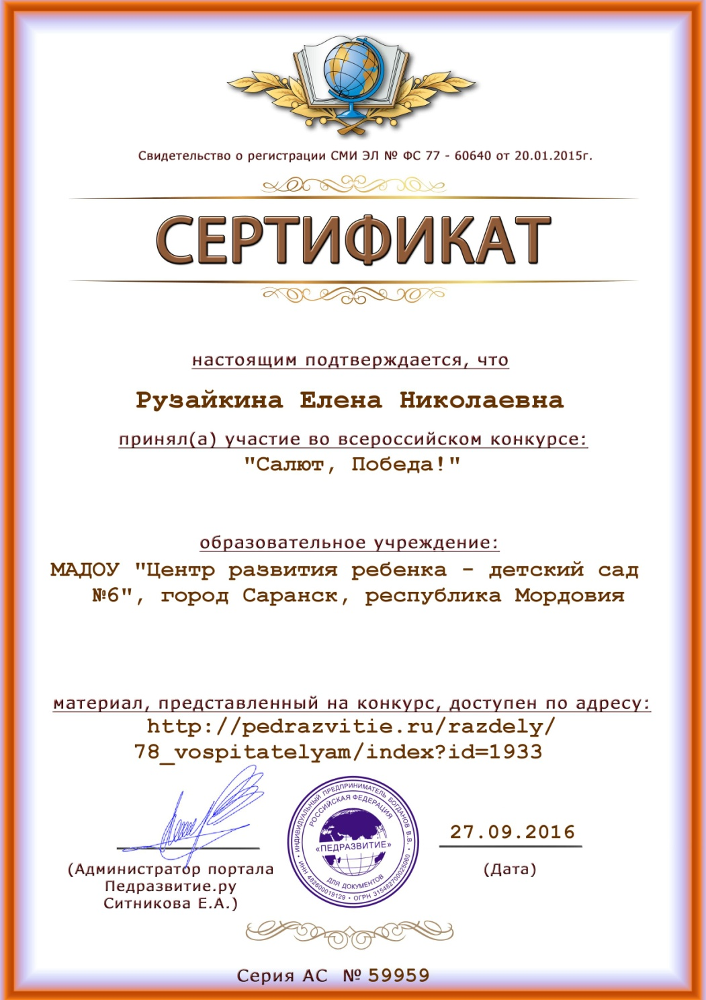 Свидетельство о регистрации СМИ ЭЛ № ФС 77 - 60640 от 20.01.2015г.
СЕРТИФИКАТ
настоящим подтверждается, что
Рузайкина Елена Николаевна
принял(а) участие во всероссийском конкурсе:
"Салют, Победа!"
образовательное учреждение:
МАДОУ "Центр развития ребенка - детский сад
№6", город Саранск, республика Мордовия
материал, представленный на конкурс, доступен по адресу:
http://pedrazvitie.ru/razdely/
78_vospitatelyam/index?id=1933
(Администратор портала
Педразвитие.ру
Ситникова Е.А.)
ИНДИВИДУАЛЬНЫЙ ПРЕДПРИНИМАТЕЛЬ БОГДАНОВ В.В.
РОССИЙСКАЯ ФЕДЕРАЦИЯ
«ПЕДРАЗВИТИЕ»
ДЛЯ ДОКУМЕНТОВ
ИНН 482600019129 • ОГРН 315482700025060
27.09.2016
(Дата)
Серия АС № 59959